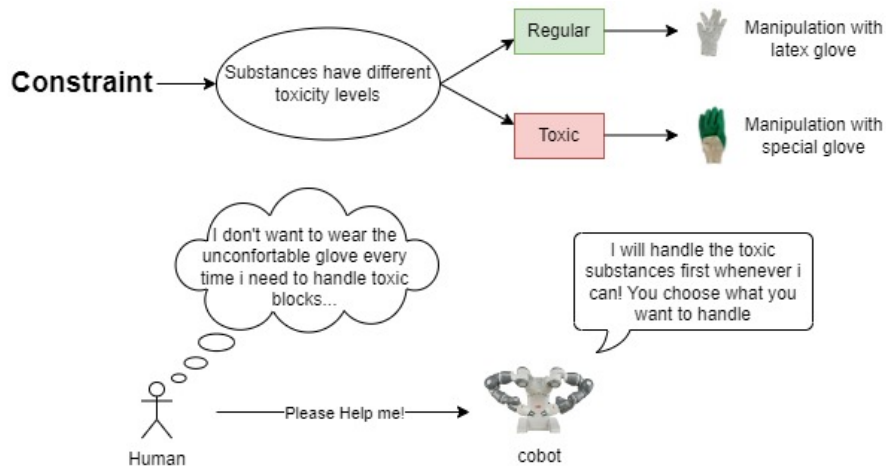 Constraint
Substances have different
toxicity levels
Regular
Manipulation with
latex glove
Toxic
Manipulation with
special glove
I don't want to wear the
unconfortable glove every
time i need to handle toxic
blocks...
I will handle the toxic
substances first whenever i
can! You choose what you
want to handle
Please Help me!
Human
cobot